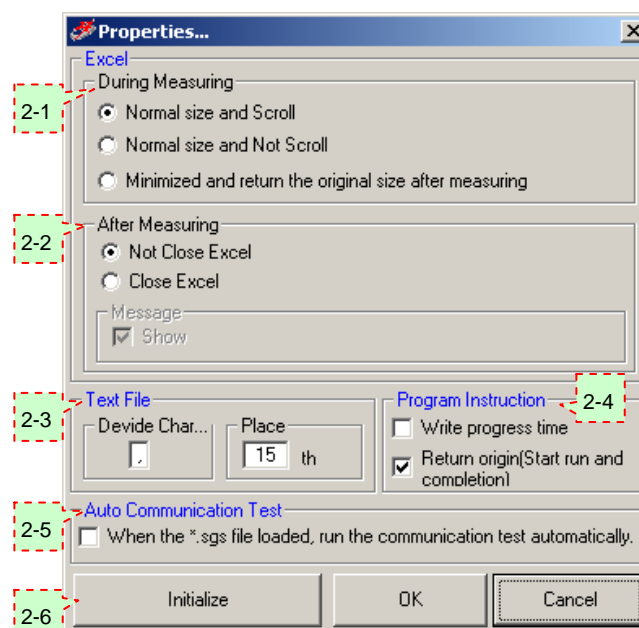 Properties...
Excel
2-1
During Measuring
Normal size and Scroll
Normal size and Not Scroll
Minimized and return the original size after measuring
2-2
After Measuring
Not Close Excel
Close Excel
Message
Show
2-3
Text File
Devide Char...
,
Place
15 th
Program Instruction
2-4
Write progress time
Return origin(Start run and
completion)
2-5
Auto Communication Test
When the *.sgs file loaded, run the communication test automatically.
2-6
Initialize
OK
Cancel